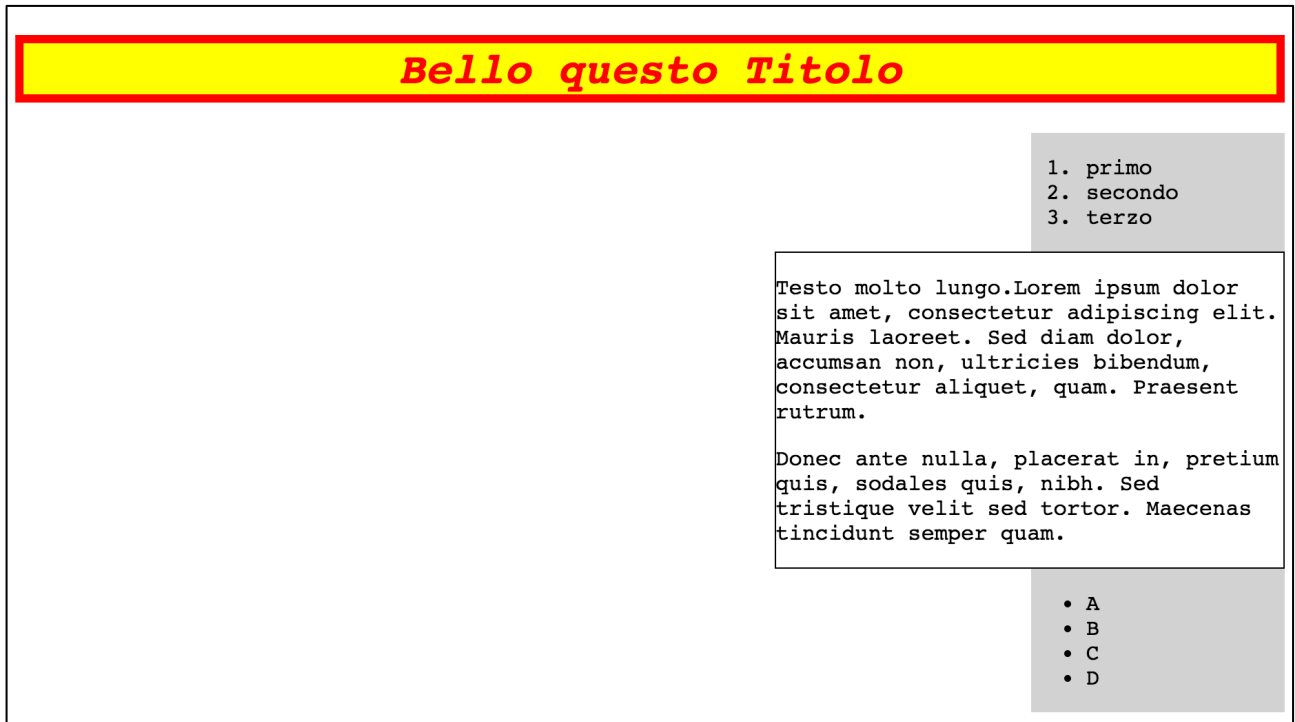 Bello questo Titolo
1. primo
2. secondo
3. terzo
Testo molto lungo.Lorem ipsum dolor
sit amet, consectetur adipiscing elit.
Mauris laoreet. Sed diam dolor,
accumsan non, ultricies bibendum,
consectetur aliquet, quam. Praesent
rutrum.
Donec ante nulla, placerat in, pretium
quis, sodales quis, nibh. Sed
tristique velit sed tortor. Maecenas
tincidunt semper quam.
• A
• B
• C
• D